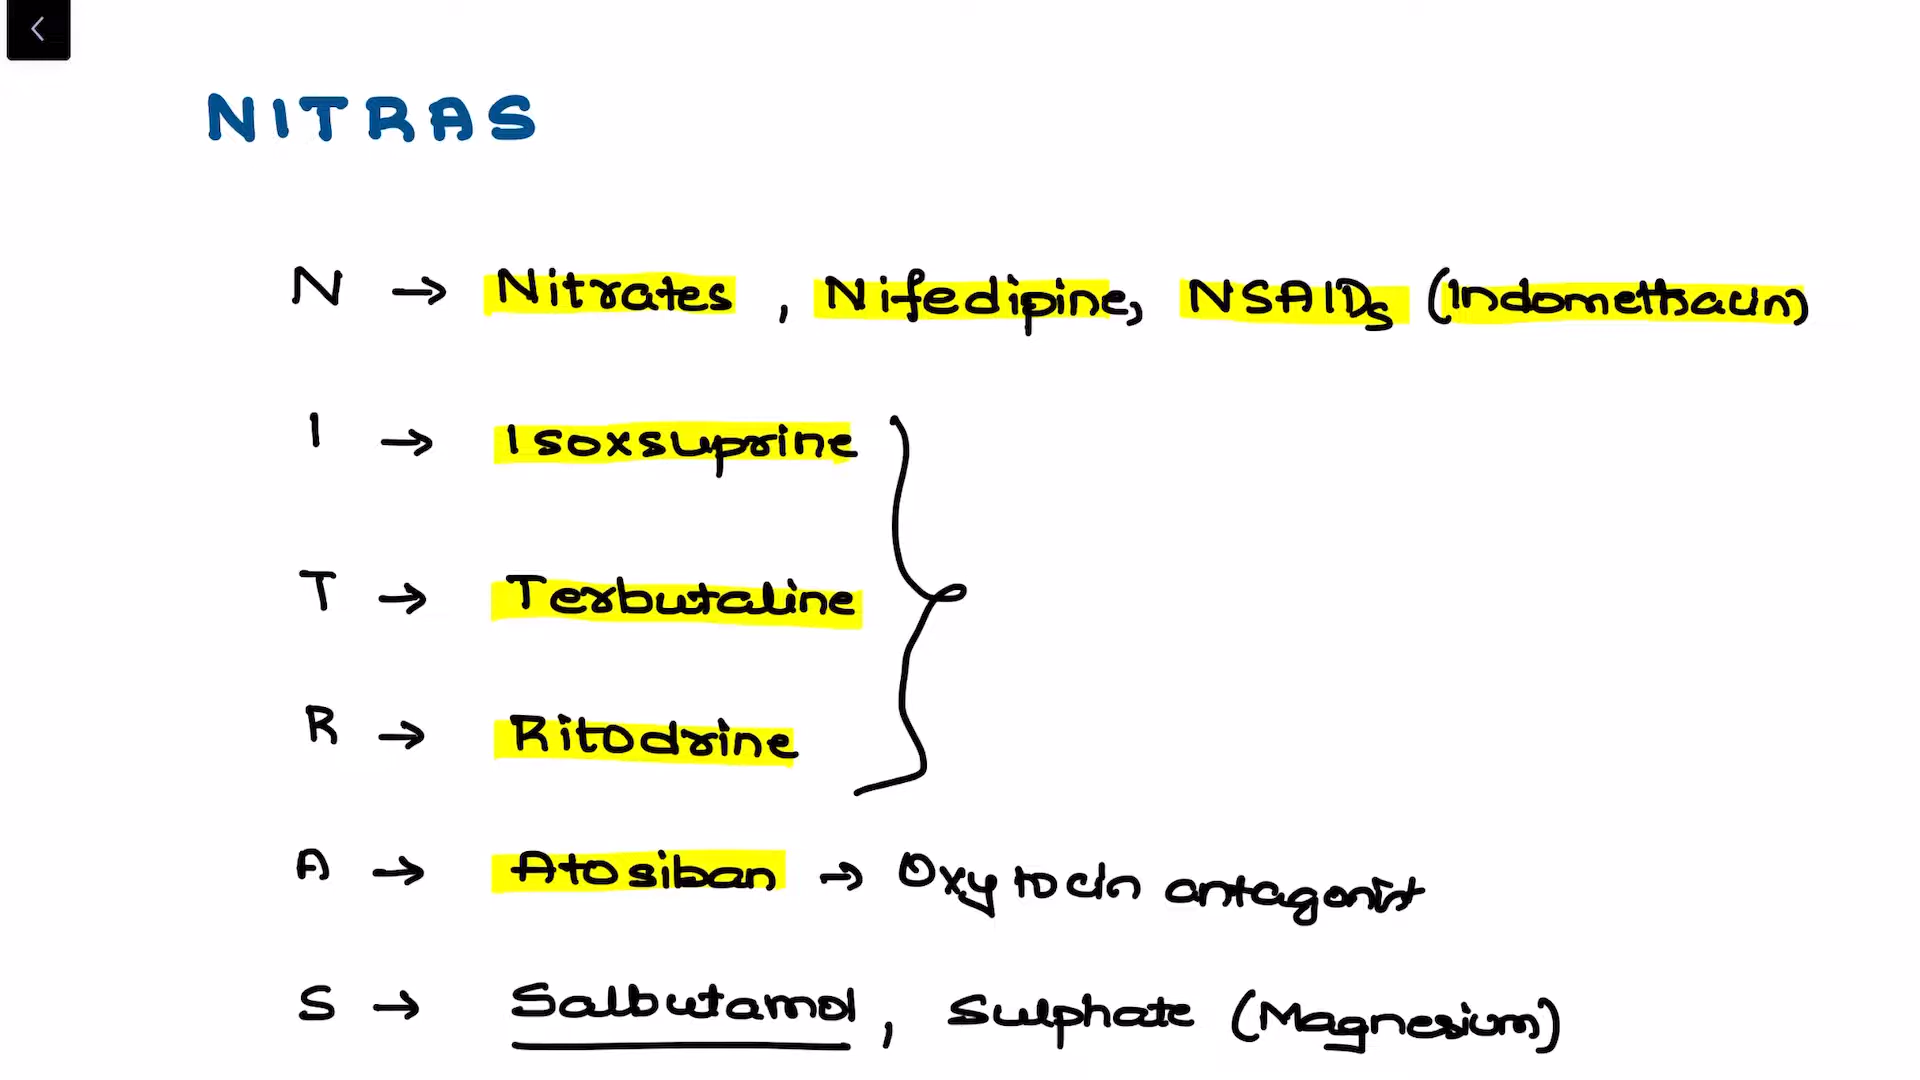 NITRAS
N → Nitrates, Nifedipine, NSAIDs (Indomethacin)
I → Isoxsuprine
T → Terbutaline
R → Ritodrine
A → Atosiban → Oxytocin antagonist
S → Salbutamol, Sulphate (Magnesium)